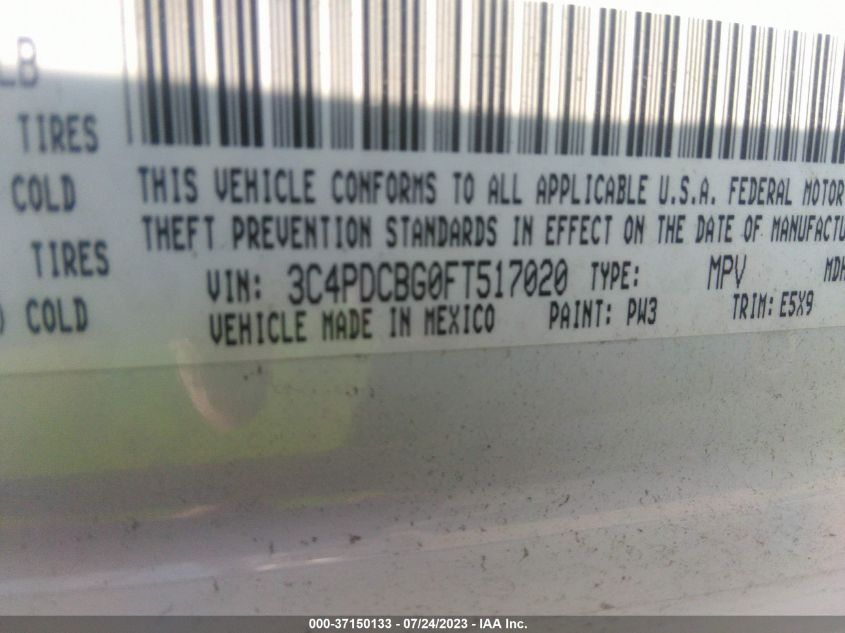 LB
TIRES
COLD
THIS VEHICLE CONFORMS TO ALL APPLICABLE U.S.A. FEDERAL MOTOR
THEFT PREVENTION STANDARDS IN EFFECT ON THE DATE OF MANUFACTU
TIRES
VIN: 3C4PDCBG0FT517020 TYPE: MPV MDH
COLD
VEHICLE MADE IN MEXICO PAINT: PW3 TRIM: E5X9
000-37150133 - 07/24/2023 - IAA Inc.